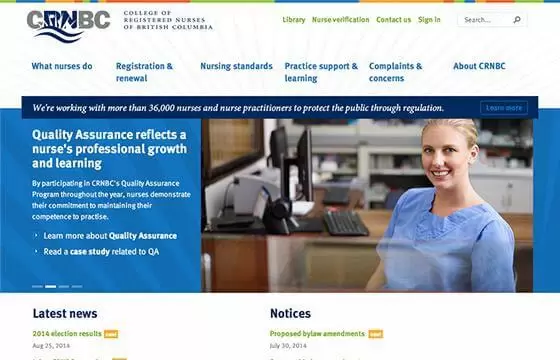 CRNBC
COLLEGE OF
REGISTERED NURSES
OF BRITISH COLUMBIA
Library Nurse verification Contact us Sign in
Search...
What nurses do
Registration &
renewal
Nursing standards
Practice support &
learning
Complaints &
concerns
About CRNBC
We're working with more than 36,000 nurses and nurse practitioners to protect the public through regulation.
Learn more
Quality Assurance reflects a
nurse's professional growth
and learning
By participating in CRNBC's Quality Assurance
Program throughout the year, nurses demonstrate
their commitment to maintaining their
competence to practise.
Learn more about Quality Assurance
Read a case study related to QA
Latest news
2014 election results
Aug 25, 2014
Notices
Proposed bylaw amendments
July 30, 2014